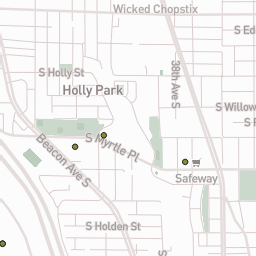 Wicked Chopstix
S Ed
S Holly St
38th Ave S
Holly Park
S Willow
S F
S Myrtle Pl
Beacon Ave S
Safeway
S Holden St